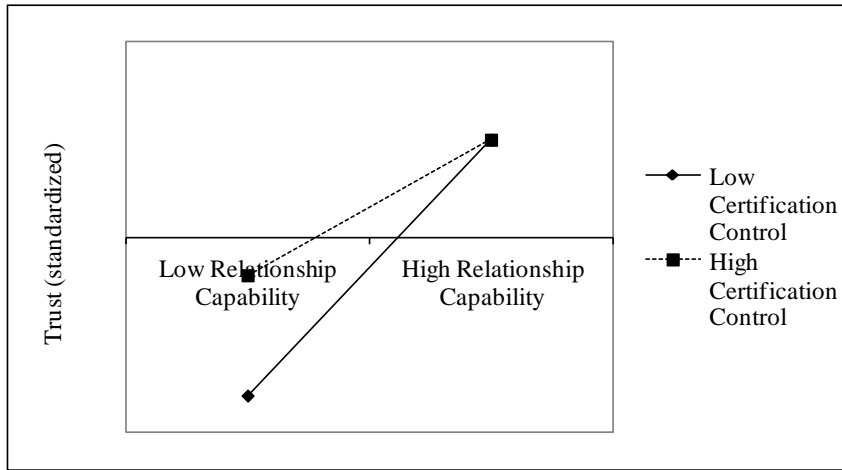 Trust (standardized)
Low Relationship
Capability
High Relationship
Capability
Low
Certification
Control
High
Certification
Control